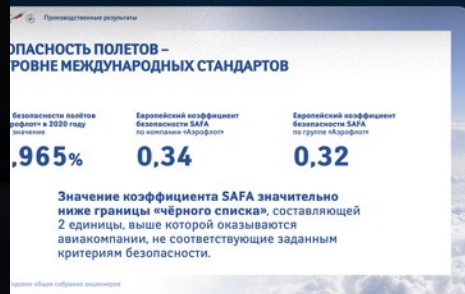 Производственные результаты
ОПАСНОСТЬ ПОЛЕТОВ –
РОВНЕ МЕЖДУНАРОДНЫХ СТАНДАРТОВ
безопасности полётов
рофлот» в 2020 году
значение
,965%
Европейский коэффициент
безопасности SAFA
по компании «Аэрофлот»
0,34
Европейский коэффициент
безопасности SAFA
по группе «Аэрофлот»
0,32
Значение коэффициента SAFA значительно
ниже границы «чёрного списка», составляющей
2 единицы, выше которой оказываются
авиакомпании, не соответствующие заданным
критериям безопасности.
одовое общее собрание акционеров